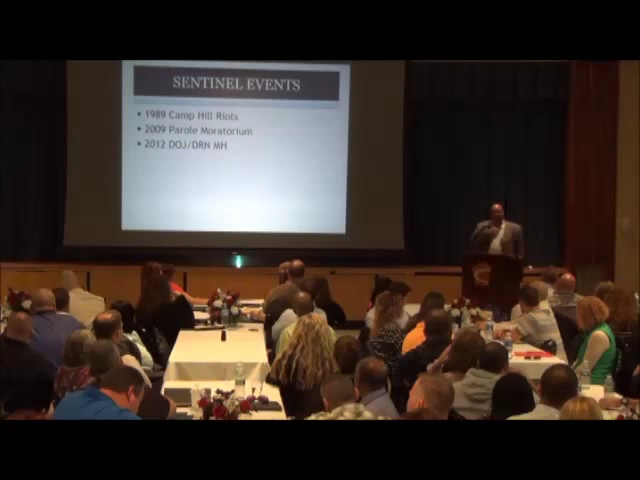 SENTINEL EVENTS
• 1989 Camp Hill Riots
• 2009 Parole Moratorium
• 2012 DOJ/DRN MH